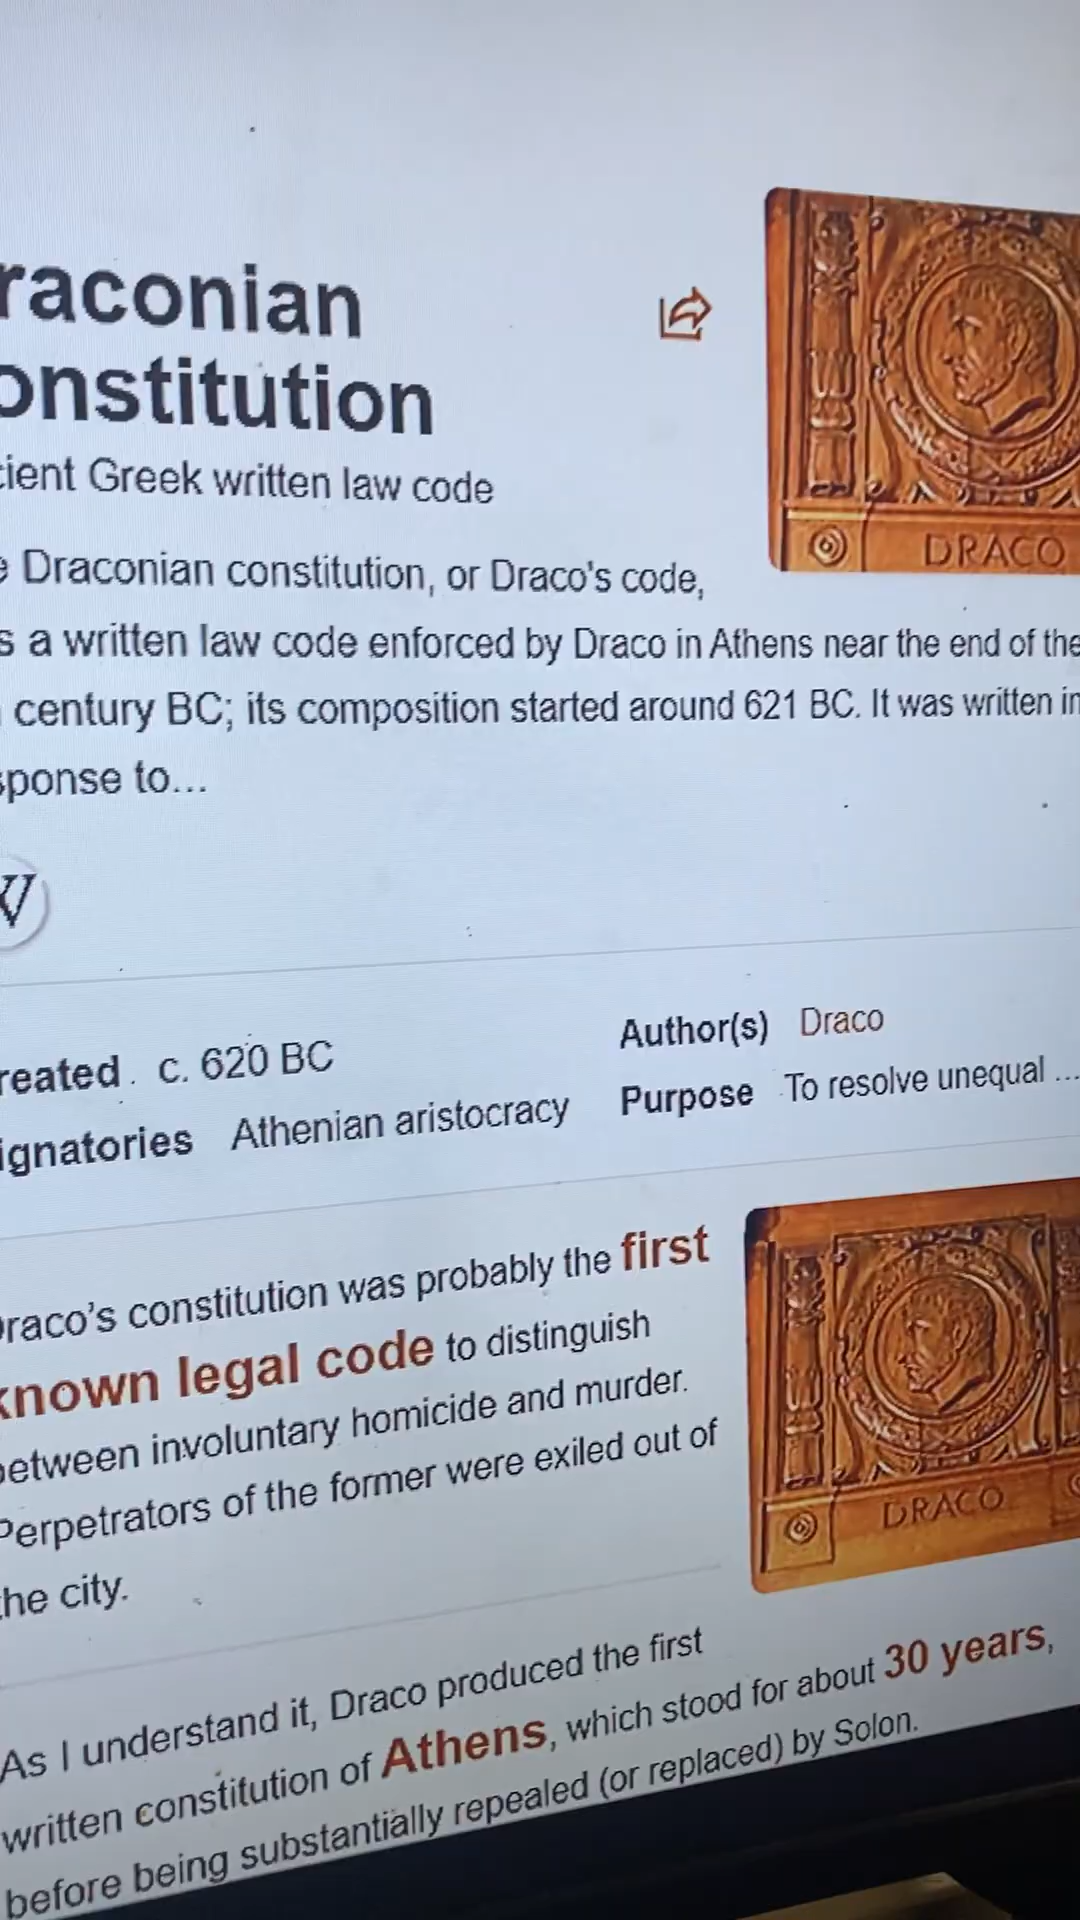 raconian
onstitution
cient Greek written law code
e Draconian constitution, or Draco's code,
s a written law code enforced by Draco in Athens near the end of the
century BC; its composition started around 621 BC. It was written in
sponse to...
DRACO
W
reated c. 620 BC
Author(s) Draco
ignatories Athenian aristocracy
Purpose To resolve unequal ...
Draco's constitution was probably the first
known legal code to distinguish
between involuntary homicide and murder.
Perpetrators of the former were exiled out of
the city.
DRACO
As I understand it, Draco produced the first
written constitution of Athens, which stood for about 30 years,
before being substantially repealed (or replaced) by Solon.